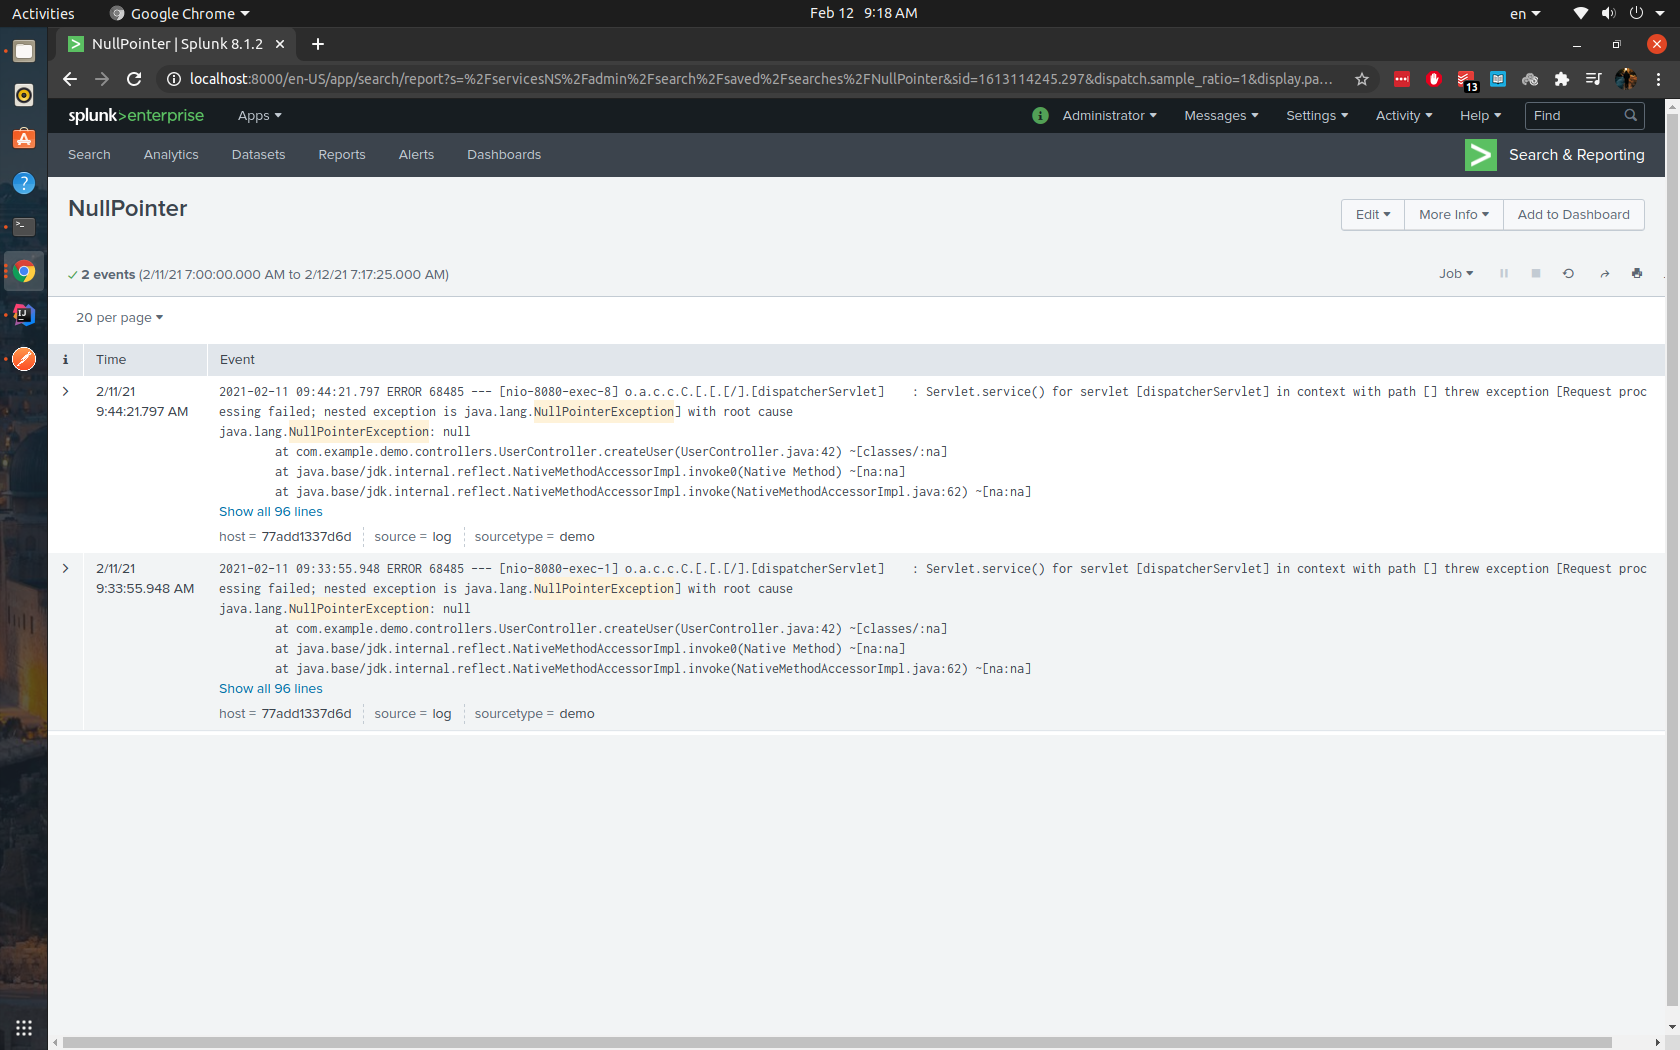 Activities
Google Chrome
Feb 12 9:18 AM
en
NullPointer | Splunk 8.1.2
localhost:8000/en-US/app/search/report?s=%2FservicesNS%2Fadmin%2Fsearch%2Fsaved%2Fsearches%2FNullPointer&sid=1613114245.297&dispatch.sample_ratio=1&display.pa...
13
splunk>enterprise
Apps
Administrator
Messages
Settings
Activity
Help
Find
Search
Analytics
Datasets
Reports
Alerts
Dashboards
Search & Reporting
NullPointer
Edit
More Info
Add to Dashboard
2 events (2/11/21 7:00:00.000 AM to 2/12/21 7:17:25.000 AM)
Job
20 per page
i
Time
Event
2/11/21
9:44:21.797 AM
2021-02-11 09:44:21.797 ERROR 68485 --- [nio-8080-exec-8] o.a.c.c.C.[.[.[/].[dispatcherServlet]    : Servlet.service() for servlet [dispatcherServlet] in context with path [] threw exception [Request proc
essing failed; nested exception is java.lang.NullPointerException] with root cause
java.lang.NullPointerException: null
at com.example.demo.controllers.UserController.createUser(UserController.java:42) ~[classes/:na]
at java.base/jdk.internal.reflect.NativeMethodAccessorImpl.invoke0(Native Method) ~[na:na]
at java.base/jdk.internal.reflect.NativeMethodAccessorImpl.invoke(NativeMethodAccessorImpl.java:62) ~[na:na]
Show all 96 lines
host = 77add1337d6d
source = log
sourcetype = demo
2/11/21
9:33:55.948 AM
2021-02-11 09:33:55.948 ERROR 68485 --- [nio-8080-exec-1] o.a.c.c.C.[.[.[/].[dispatcherServlet]    : Servlet.service() for servlet [dispatcherServlet] in context with path [] threw exception [Request proc
essing failed; nested exception is java.lang.NullPointerException] with root cause
java.lang.NullPointerException: null
at com.example.demo.controllers.UserController.createUser(UserController.java:42) ~[classes/:na]
at java.base/jdk.internal.reflect.NativeMethodAccessorImpl.invoke0(Native Method) ~[na:na]
at java.base/jdk.internal.reflect.NativeMethodAccessorImpl.invoke(NativeMethodAccessorImpl.java:62) ~[na:na]
Show all 96 lines
host = 77add1337d6d
source = log
sourcetype = demo